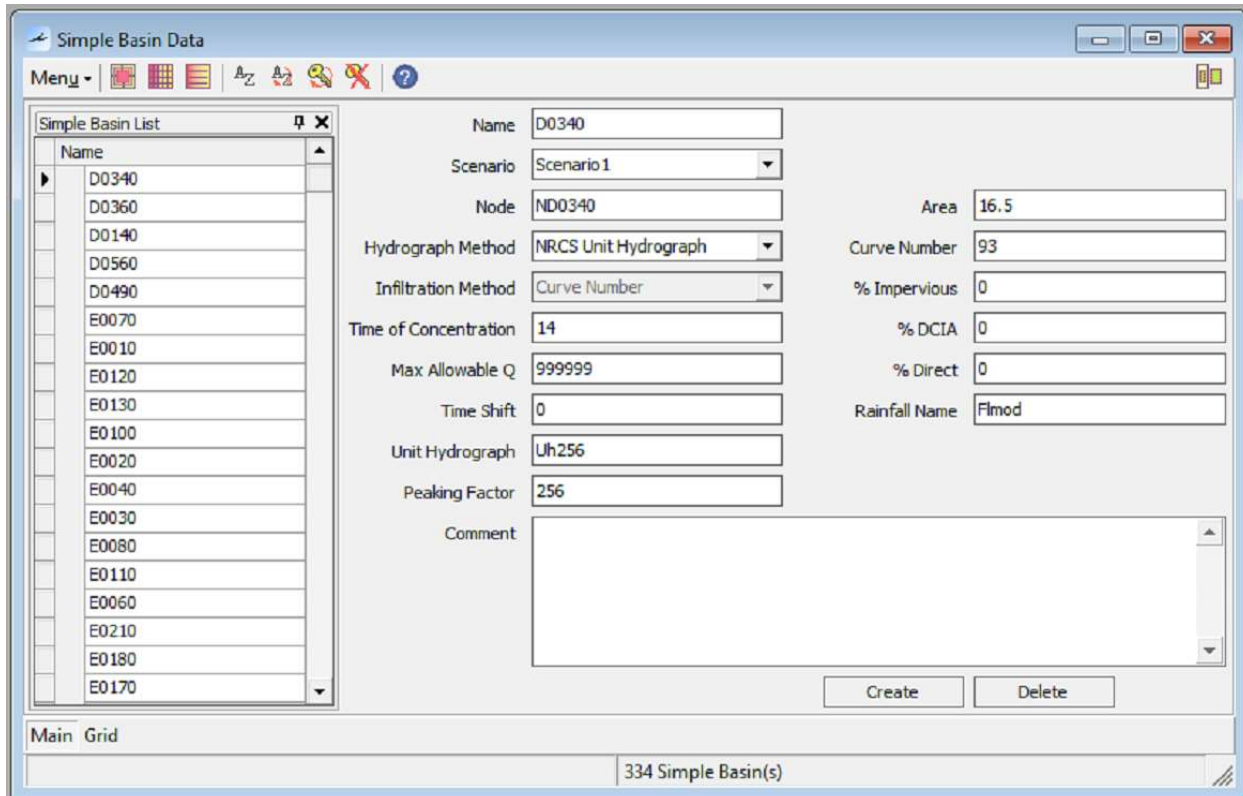 Simple Basin Data
Menu
Simple Basin List
Name
D0340
D0360
D0140
D0560
D0490
E0070
E0010
E0120
E0130
E0100
E0020
E0040
E0030
E0080
E0110
E0060
E0210
E0180
E0170
Name D0340
Scenario Scenario1
Node ND0340
Hydrograph Method NRCS Unit Hydrograph
Infiltration Method Curve Number
Time of Concentration 14
Max Allowable Q 999999
Time Shift 0
Unit Hydrograph Uh256
Peaking Factor 256
Comment
Area 16.5
Curve Number 93
% Impervious 0
% DCIA 0
% Direct 0
Rainfall Name Flmod
Create Delete
Main Grid
334 Simple Basin(s)